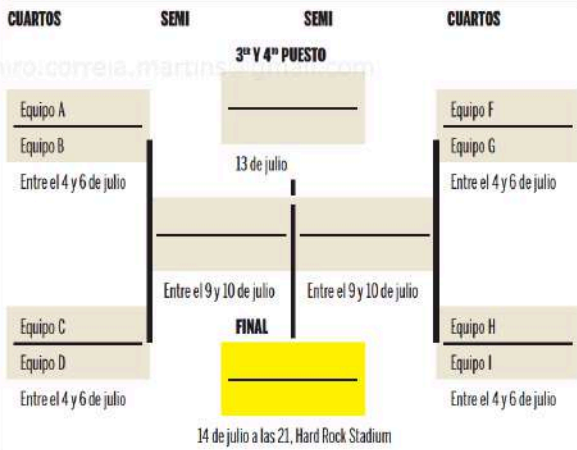 CUARTOS SEMI SEMI CUARTOS
3er Y 4to PUESTO
Equipo A
Equipo B
Entre el 4 y 6 de julio
Equipo F
Equipo G
Entre el 4 y 6 de julio
13 de julio
Entre el 9 y 10 de julio
Entre el 9 y 10 de julio
Equipo C
Equipo D
Entre el 4 y 6 de julio
FINAL
Equipo H
Equipo I
Entre el 4 y 6 de julio
14 de julio a las 21, Hard Rock Stadium